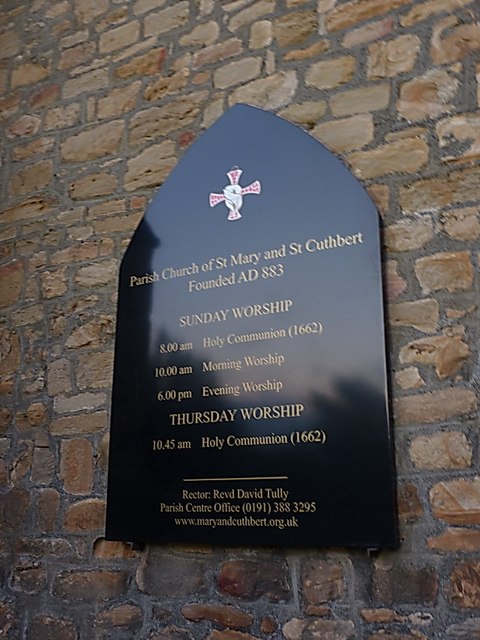 Parish Church of St Mary and St Cuthbert
Founded AD 883
SUNDAY WORSHIP
8.00 am Holy Communion (1662)
10.00 am Morning Worship
6.00 pm Evening Worship
THURSDAY WORSHIP
10.45 am Holy Communion (1662)
Rector: Revd David Tully
Parish Centre Office (0191) 388 3295
www.maryandcuthbert.org.uk